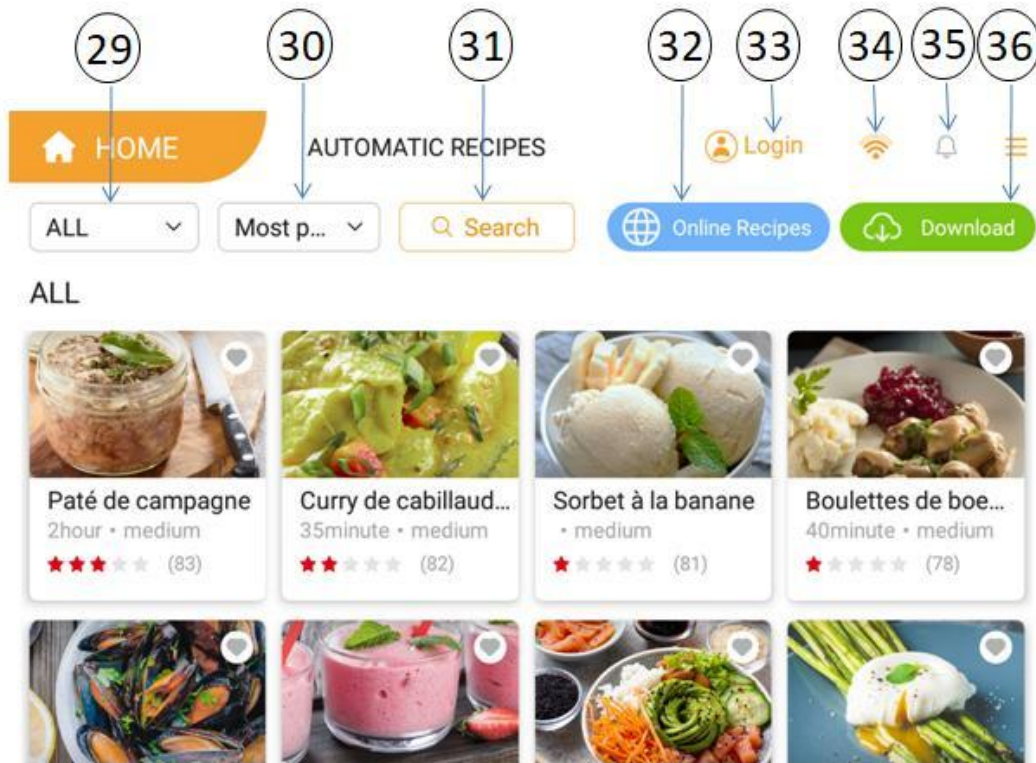 29 30 31 32 33 34 35 36
HOME AUTOMATIC RECIPES Login
ALL Most p... Search Online Recipes Download
ALL
Paté de campagne Curry de cabillaud... Sorbet à la banane Boulettes de boe...
2hour • medium 35minute • medium • medium 40minute • medium
(83) (82) (81) (78)